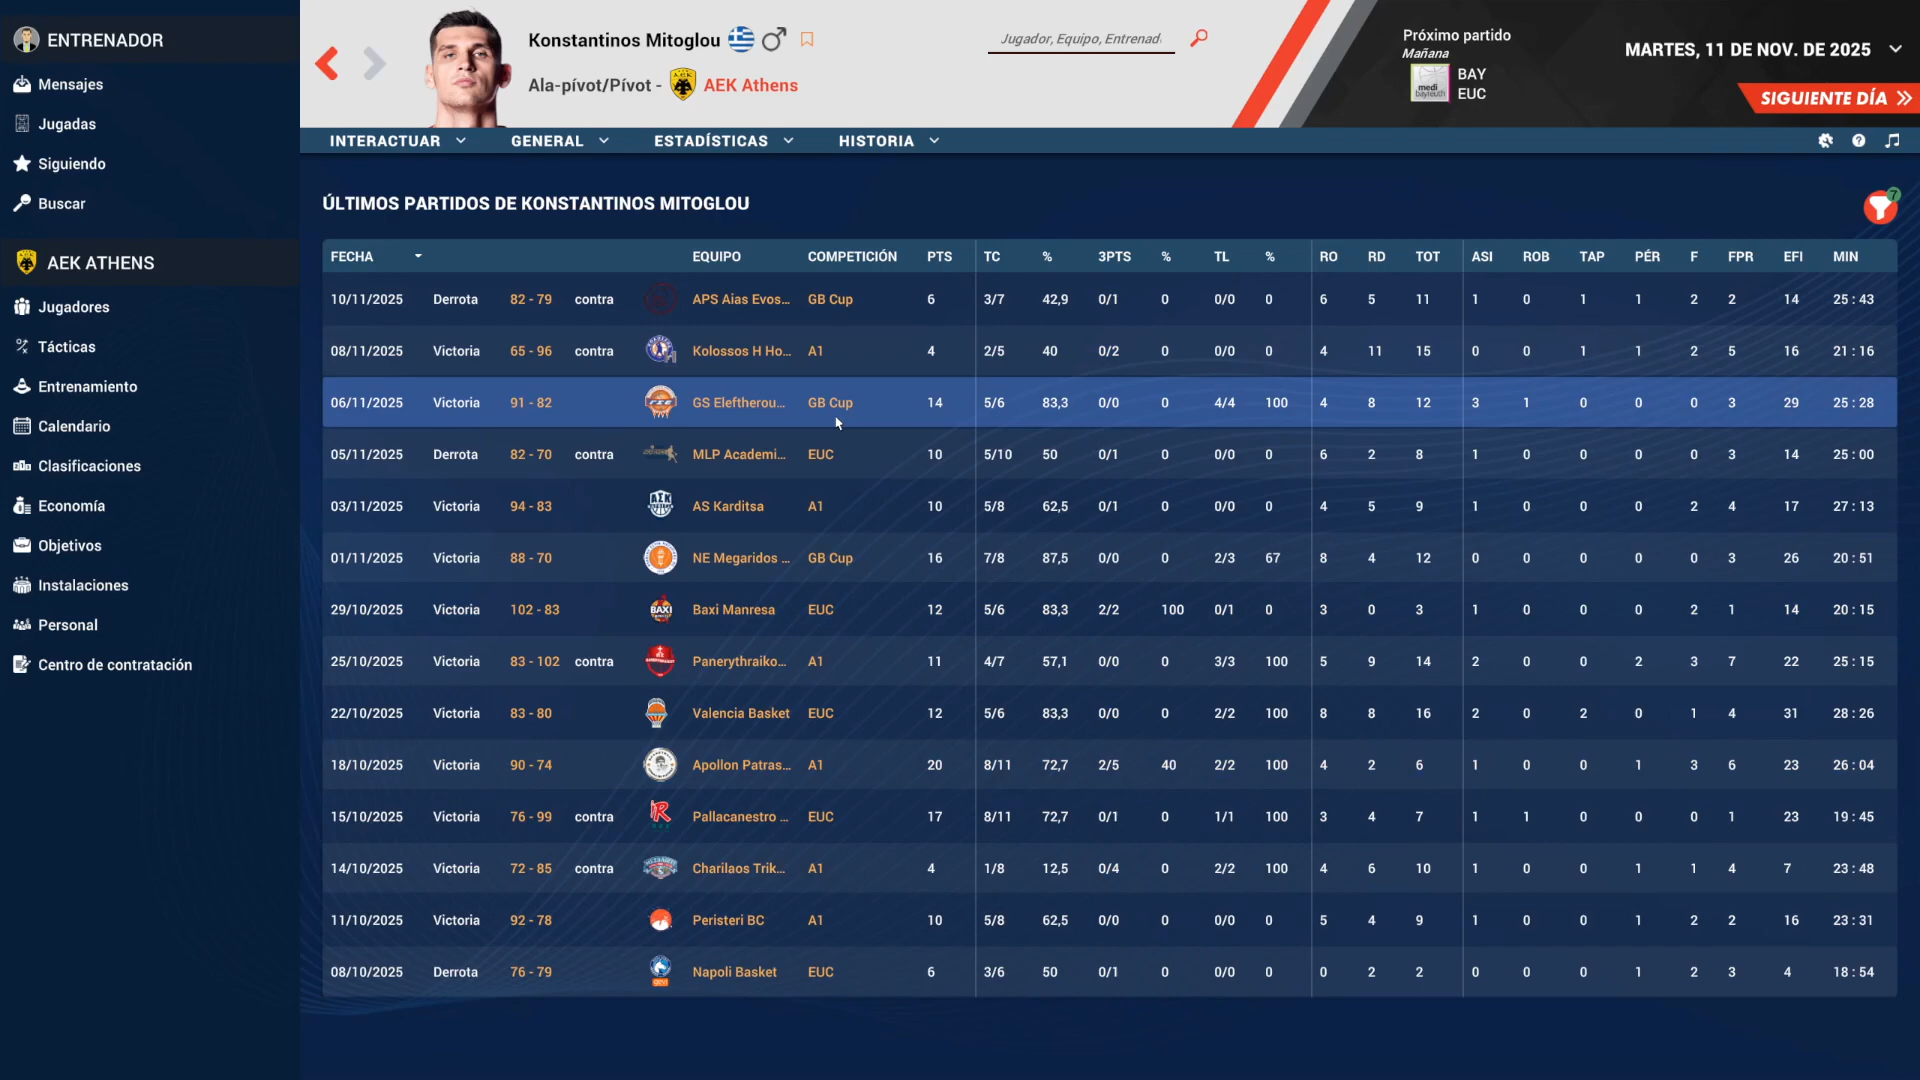 ENTRENADOR
Mensajes
Jugadas
Siguiendo
Buscar
AEK ATHENS
Jugadores
Tácticas
Entrenamiento
Calendario
Clasificaciones
Economía
Objetivos
Instalaciones
Personal
Centro de contratación
Konstantinos Mitoglou
Ala-pívot/Pívot - AEK Athens
Jugador, Equipo, Entrenad
Próximo partido
Mañana
medi bayreuth
BAY
EUC
MARTES, 11 DE NOV. DE 2025
SIGUIENTE DÍA
INTERACTUAR GENERAL ESTADÍSTICAS HISTORIA
ÚLTIMOS PARTIDOS DE KONSTANTINOS MITOGLOU
7
FECHA EQUIPO COMPETICIÓN PTS TC % 3PTS % TL % RO RD TOT ASI ROB TAP PÉR F FPR EFI MIN
10/11/2025 Derrota 82 - 79 contra APS Aias Evos... GB Cup 6 3/7 42,9 0/1 0 0/0 0 6 5 11 1 0 1 1 2 2 14 25 : 43
08/11/2025 Victoria 65 - 96 contra Kolossos H Ho... A1 4 2/5 40 0/2 0 0/0 0 4 11 15 0 0 1 1 2 5 16 21 : 16
06/11/2025 Victoria 91 - 82 GS Eleftherou... GB Cup 14 5/6 83,3 0/0 0 4/4 100 4 8 12 3 1 0 0 0 3 29 25 : 28
05/11/2025 Derrota 82 - 70 contra MLP Academi... EUC 10 5/10 50 0/1 0 0/0 0 6 2 8 1 0 0 0 0 3 14 25 : 00
03/11/2025 Victoria 94 - 83 AS Karditsa A1 10 5/8 62,5 0/1 0 0/0 0 4 5 9 1 0 0 0 2 4 17 27 : 13
01/11/2025 Victoria 88 - 70 NE Megaridos ... GB Cup 16 7/8 87,5 0/0 0 2/3 67 8 4 12 0 0 0 0 0 3 26 20 : 51
29/10/2025 Victoria 102 - 83 BAXI Baxi Manresa EUC 12 5/6 83,3 2/2 100 0/1 0 3 0 3 1 0 0 0 2 1 14 20 : 15
25/10/2025 Victoria 83 - 102 contra Panerythraiko... A1 11 4/7 57,1 0/0 0 3/3 100 5 9 14 2 0 0 2 3 7 22 25 : 15
22/10/2025 Victoria 83 - 80 Valencia Basket EUC 12 5/6 83,3 0/0 0 2/2 100 8 8 16 2 0 2 0 1 4 31 28 : 26
18/10/2025 Victoria 90 - 74 Apollon Patras... A1 20 8/11 72,7 2/5 40 2/2 100 4 2 6 1 0 0 1 3 6 23 26 : 04
15/10/2025 Victoria 76 - 99 contra Pallacanestro ... EUC 17 8/11 72,7 0/1 0 1/1 100 3 4 7 1 1 0 0 0 1 23 19 : 45
14/10/2025 Victoria 72 - 85 contra Charilaos Trik... A1 4 1/8 12,5 0/4 0 2/2 100 4 6 10 1 0 0 1 1 4 7 23 : 48
11/10/2025 Victoria 92 - 78 Peristeri BC A1 10 5/8 62,5 0/0 0 0/0 0 5 4 9 1 0 0 1 2 2 16 23 : 31
08/10/2025 Derrota 76 - 79 Napoli Basket EUC 6 3/6 50 0/1 0 0/0 0 0 2 2 0 0 0 1 2 3 4 18 : 54